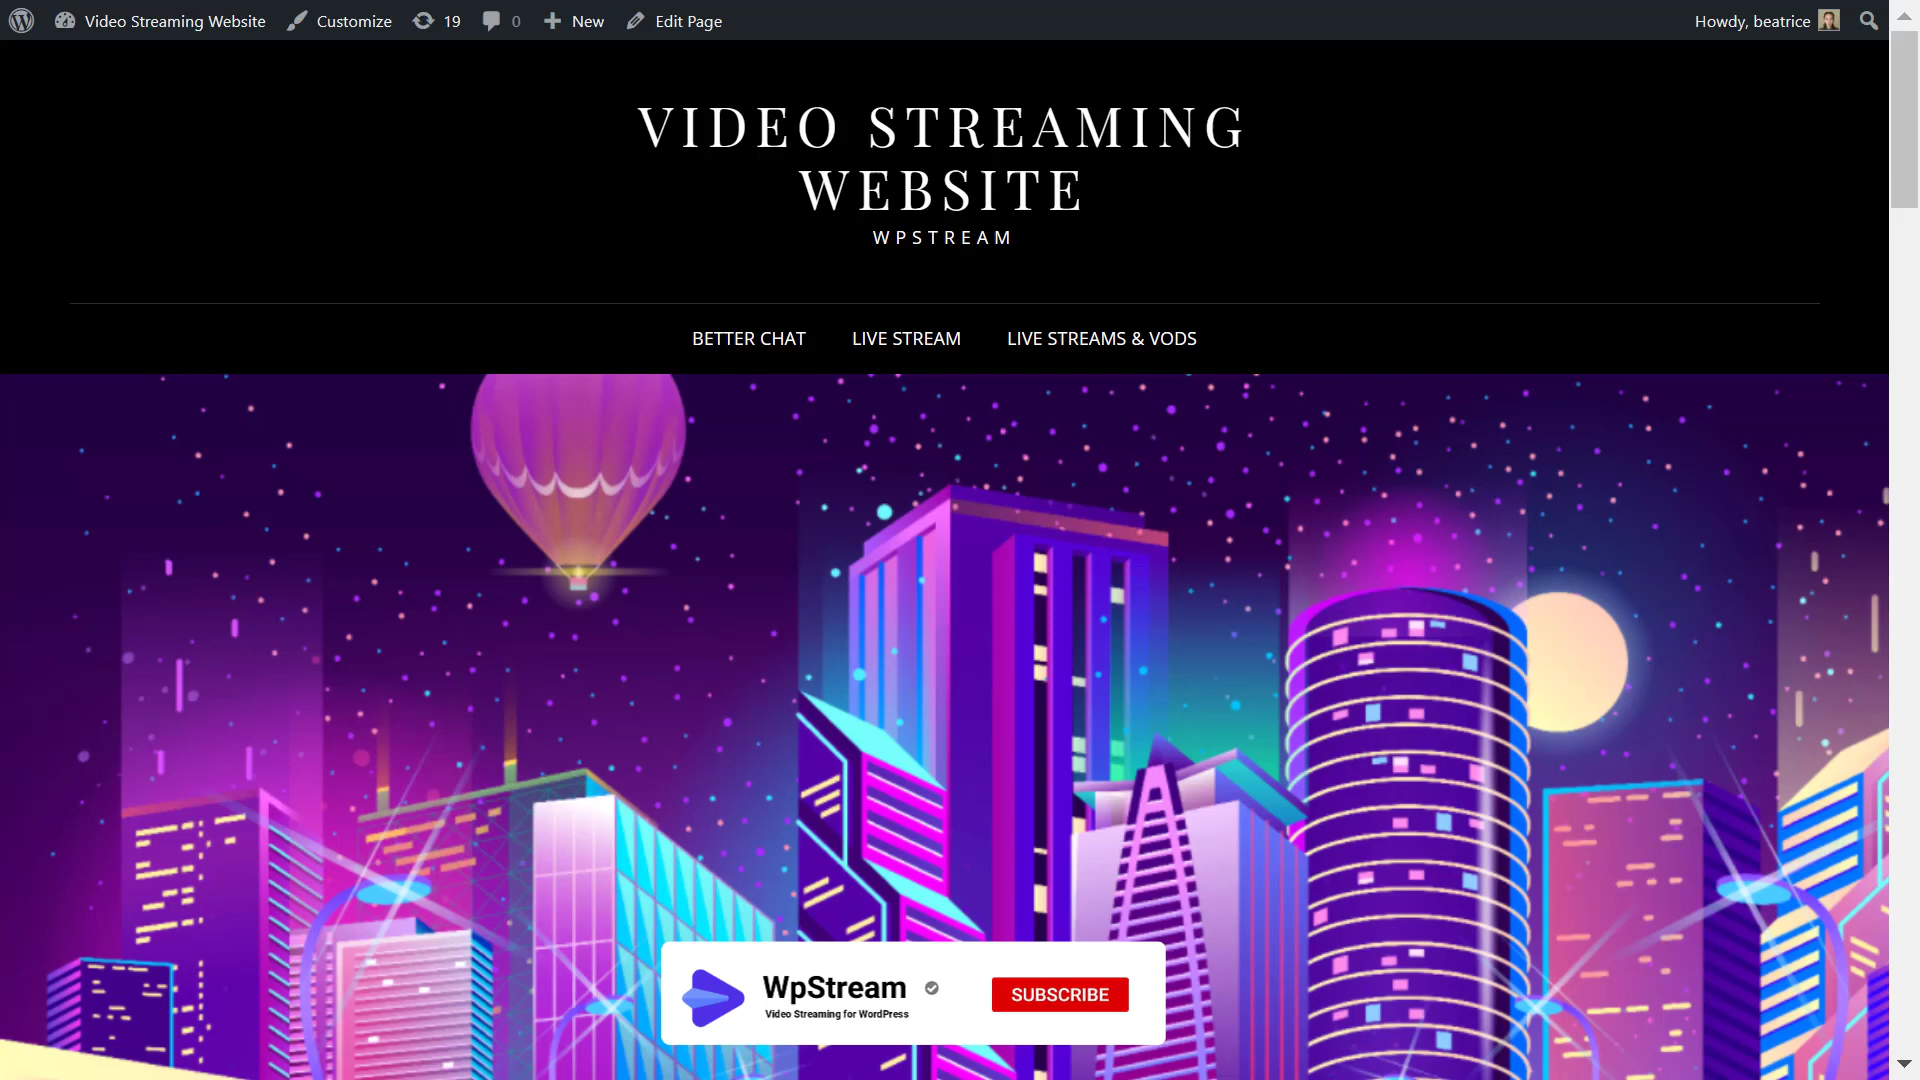 Video Streaming Website Customize 19 0 New Edit Page Howdy, beatrice
VIDEO STREAMING
WEBSITE
WPSTREAM
BETTER CHAT LIVE STREAM LIVE STREAMS & VODS
WpStream
Video Streaming for WordPress
SUBSCRIBE